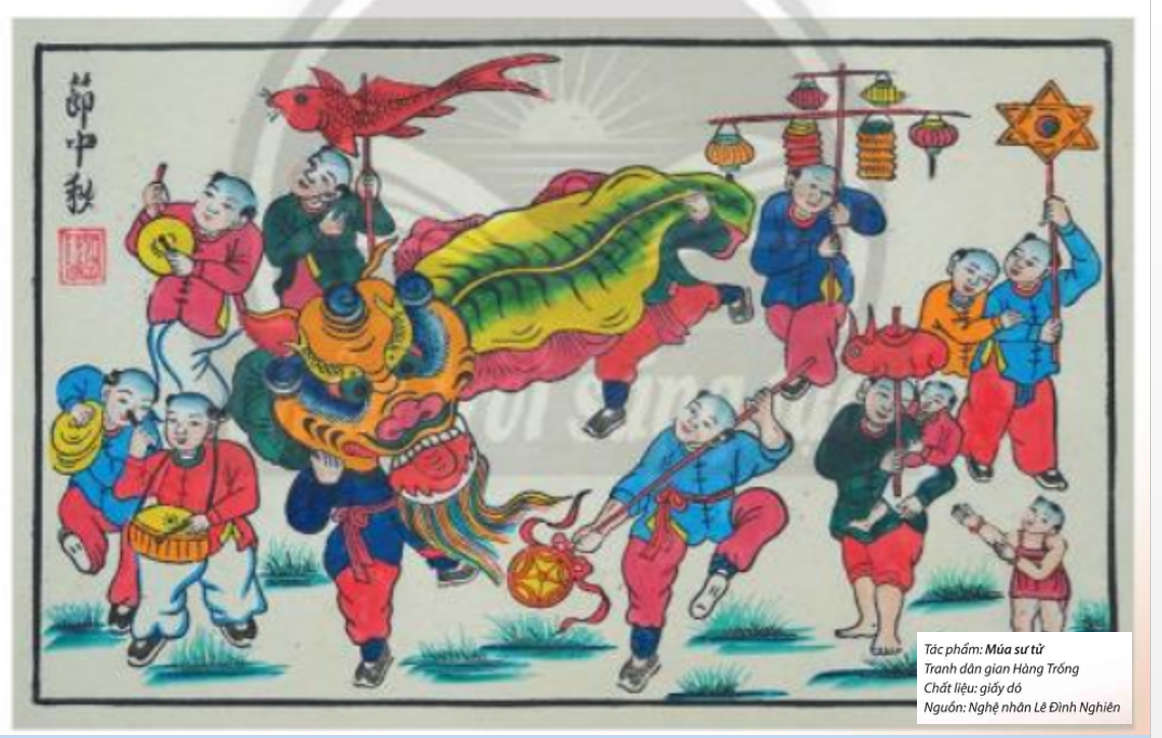 節中秋
Tác phẩm: Múa sư tử
Tranh dân gian Hàng Trống
Chất liệu: giấy dó
Nguồn: Nghệ nhân Lê Đình Nghiên